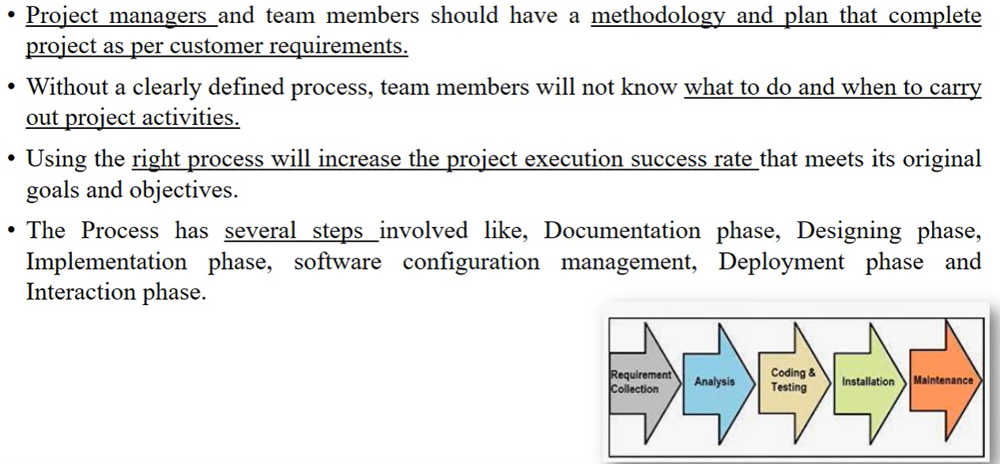 • Project managers and team members should have a methodology and plan that complete
project as per customer requirements.
• Without a clearly defined process, team members will not know what to do and when to carry
out project activities.
• Using the right process will increase the project execution success rate that meets its original
goals and objectives.
• The Process has several steps involved like, Documentation phase, Designing phase,
Implementation phase, software configuration management, Deployment phase and
Interaction phase.
Requirement
Collection
Analysis
Coding &
Testing
Installation
Maintenance